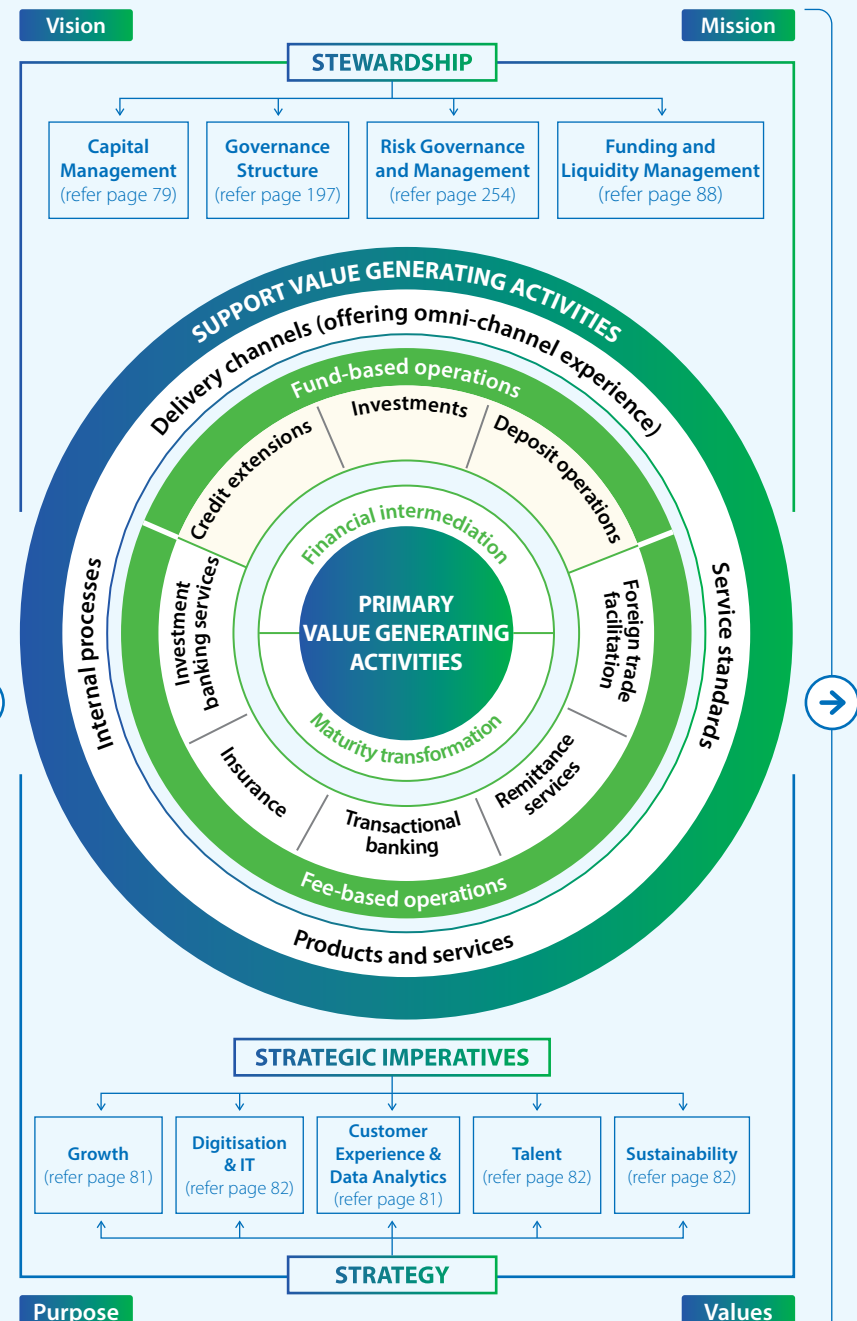 Vision
Mission
STEWARDSHIP
Capital
Management
(refer page 79)
Governance
Structure
(refer page 197)
Risk Governance
and Management
(refer page 254)
Funding and
Liquidity Management
(refer page 88)
SUPPORT VALUE GENERATING ACTIVITIES
Delivery channels (offering omni-channel experience)
Fund-based operations
Credit extensions
Investments
Deposit operations
Financial intermediation
PRIMARY
VALUE GENERATING
ACTIVITIES
Maturity transformation
Internal processes
Service standards
Investment
banking services
Foreign trade
facilitation
Insurance
Transactional
banking
Remittance
services
Fee-based operations
Products and services
STRATEGIC IMPERATIVES
Growth
(refer page 81)
Digitisation
& IT
(refer page 82)
Customer
Experience &
Data Analytics
(refer page 81)
Talent
(refer page 82)
Sustainability
(refer page 82)
STRATEGY
Purpose
Values